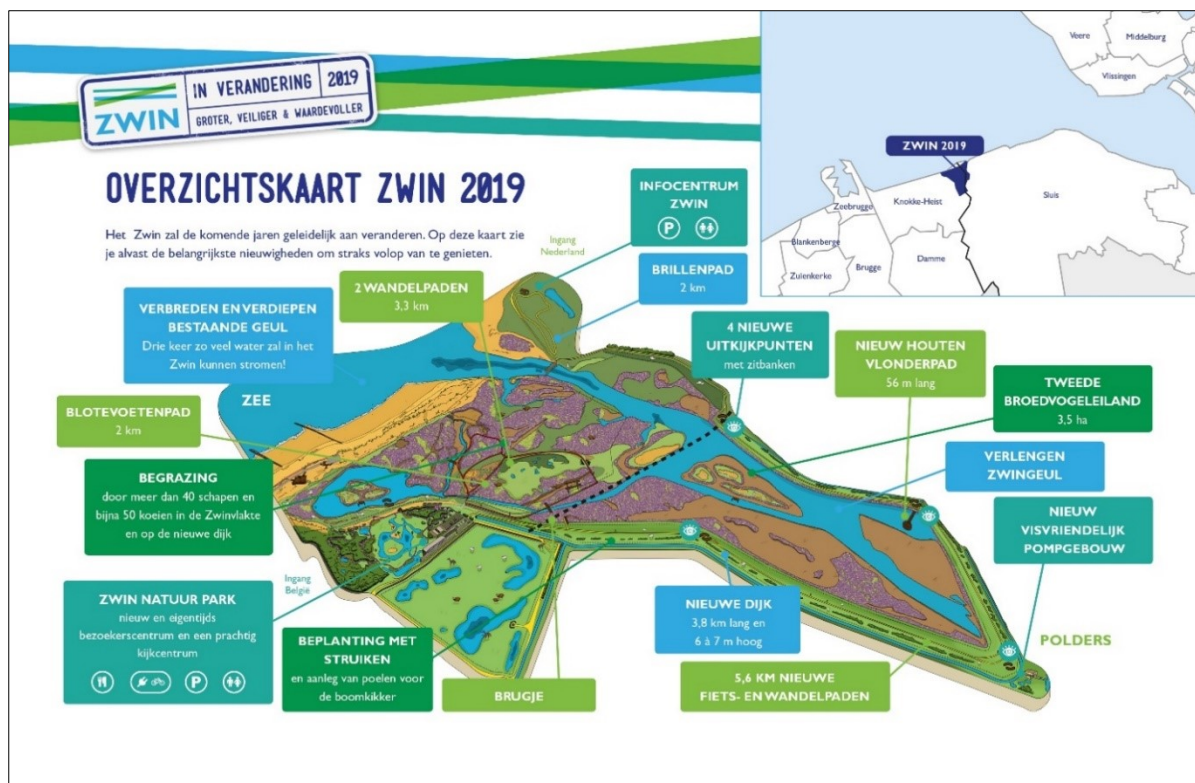 ZWIN
IN VERANDERING 2019
GROTER, VEILIGER & WAARDEVOLLER
OVERZICHTSKAART ZWIN 2019
Het Zwin zal de komende jaren geleidelijk aan veranderen. Op deze kaart zie
je alvast de belangrijkste nieuwigheden om straks volop van te genieten.
Veere
Middelburg
Vlissingen
ZWIN 2019
Sluis
Knokke-Heist
Zeebrugge
Blankenberge
Zuienkerke
Brugge
Damme
Ingang
Nederland
INFOCENTRUM
ZWIN
P
BRILLENPAD
2 km
2 WANDELPADEN
3,3 km
VERBREDEN EN VERDIEPEN
BESTAANDE GEUL
Drie keer zo veel water zal in het
Zwin kunnen stromen!
4 NIEUWE
UITKIJKPUNTEN
met zitbanken
NIEUW HOUTEN
VLONDERPAD
56 m lang
TWEEDE
BROEDVOGELEILAND
3,5 ha
ZEE
BLOTEVOETENPAD
2 km
VERLENGEN
ZWINGEUL
BEGRAZING
door meer dan 40 schapen en
bijna 50 koeien in de Zwinvlakte
en op de nieuwe dijk
NIEUW
VISVRIENDELIJK
POMPGEBOUW
Ingang
België
ZWIN NATUUR PARK
nieuw en eigentijds
bezoekerscentrum en een prachtig
kijkcentrum
P
BEPLANTING MET
STRUIKEN
en aanleg van poelen voor
de boomkikker
BRUGJE
NIEUWE DIJK
3,8 km lang en
6 à 7 m hoog
5,6 KM NIEUWE
FIETS- EN WANDELPADEN
POLDERS